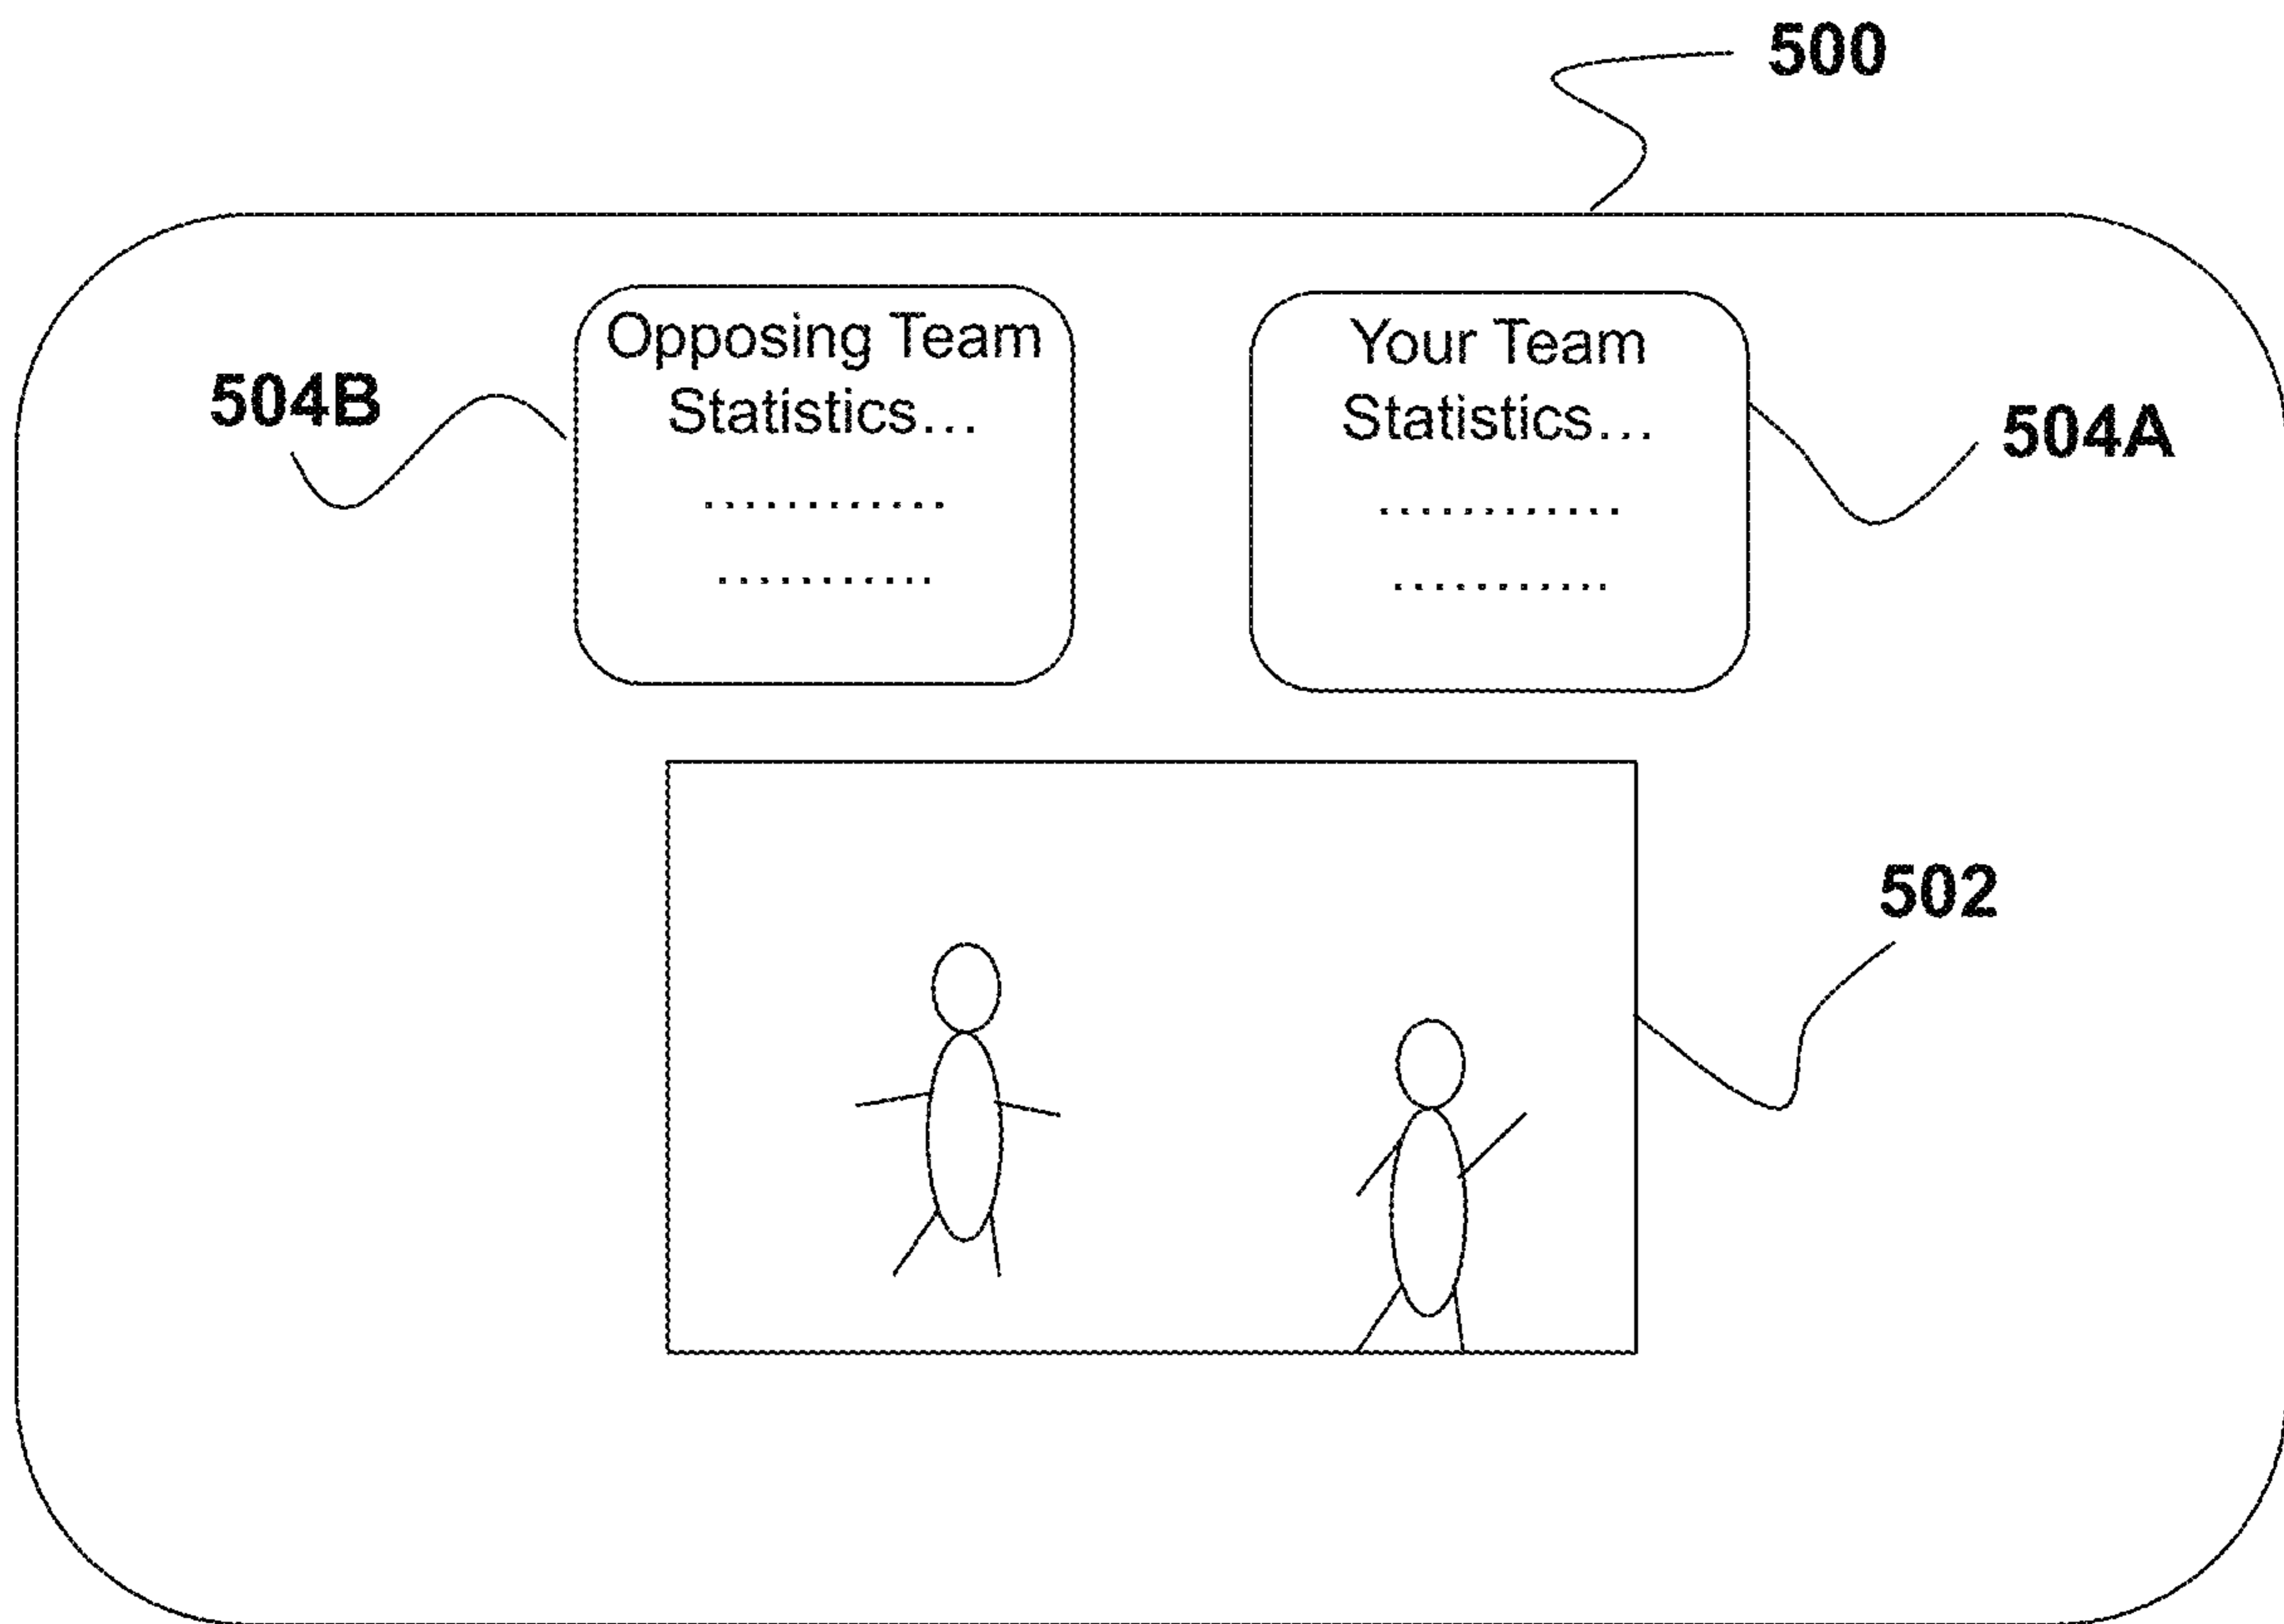 500
Opposing Team
Statistics...
............
...........
504B
Your Team
Statistics...
............
...........
504A
502